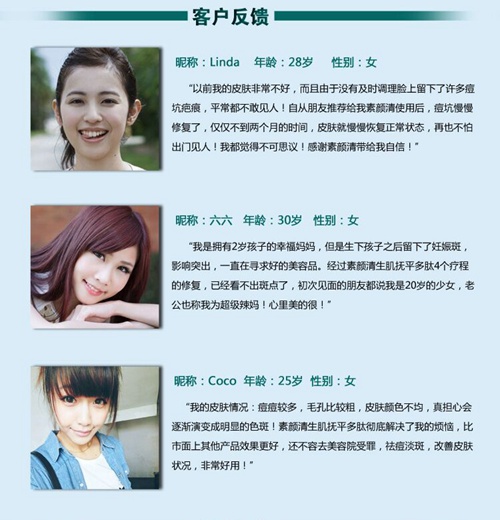 客户反馈
昵称：Linda 年龄：28岁 性别：女
“以前我的皮肤非常不好，而且由于没有及时调理脸上留下了许多痘
坑疤痕，平常都不敢见人！自从朋友推荐给我素颜清使用后，痘坑慢慢
修复了，仅仅不到两个月的时间，皮肤就慢慢恢复正常状态，再也不怕
出门见人！我都觉得不可思议！感谢素颜清带给我自信！”
昵称：六六 年龄：30岁 性别：女
“我是拥有2岁孩子的幸福妈妈，但是生下孩子之后留下了妊娠斑，
影响突出，一直在寻求好的美容品。经过素颜清生肌抚平多肽4个疗程
的修复，已经看不出斑点了，初次见面的朋友都说我是20岁的少女，老
公也称我为超级辣妈！心里美的很！”
昵称：Coco 年龄：25岁 性别：女
“我的皮肤情况：痘痘较多，毛孔比较粗，皮肤颜色不均，真担心会
逐渐演变成明显的色斑！素颜清生肌抚平多肽彻底解决了我的烦恼，比
市面上其他产品效果更好，还不容去美容院受罪，祛痘淡斑，改善皮肤
状况，非常好用！”